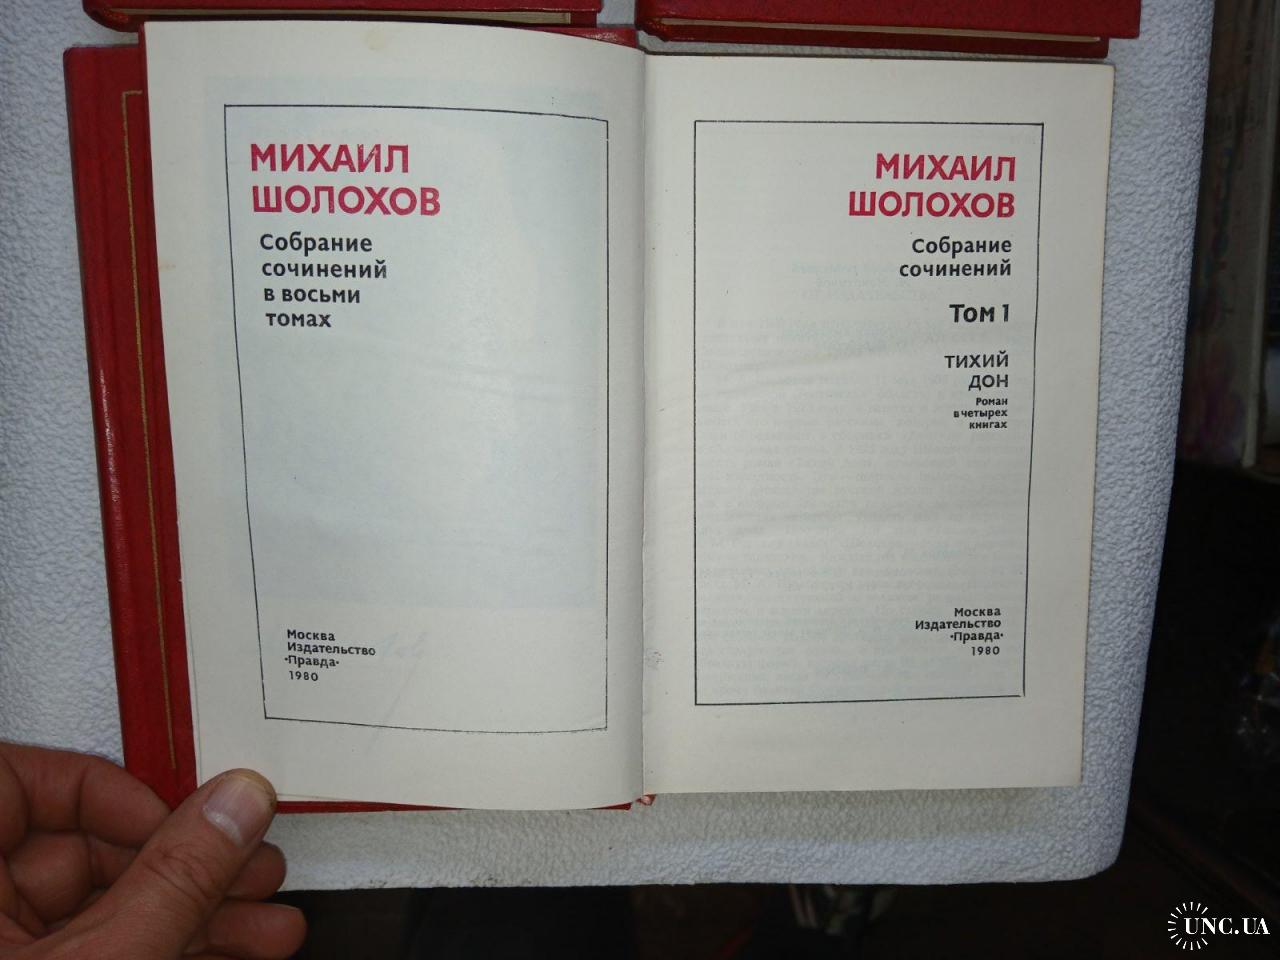 МИХАИЛ
ШОЛОХОВ
Собрание
сочинений
в восьми
томах
Москва
Издательство
«Правда»
1980
МИХАИЛ
ШОЛОХОВ
Собрание
сочинений
Том 1
ТИХИЙ
ДОН
Роман
в четырех
книгах
Москва
Издательство
«Правда»
1980
UNC.UA